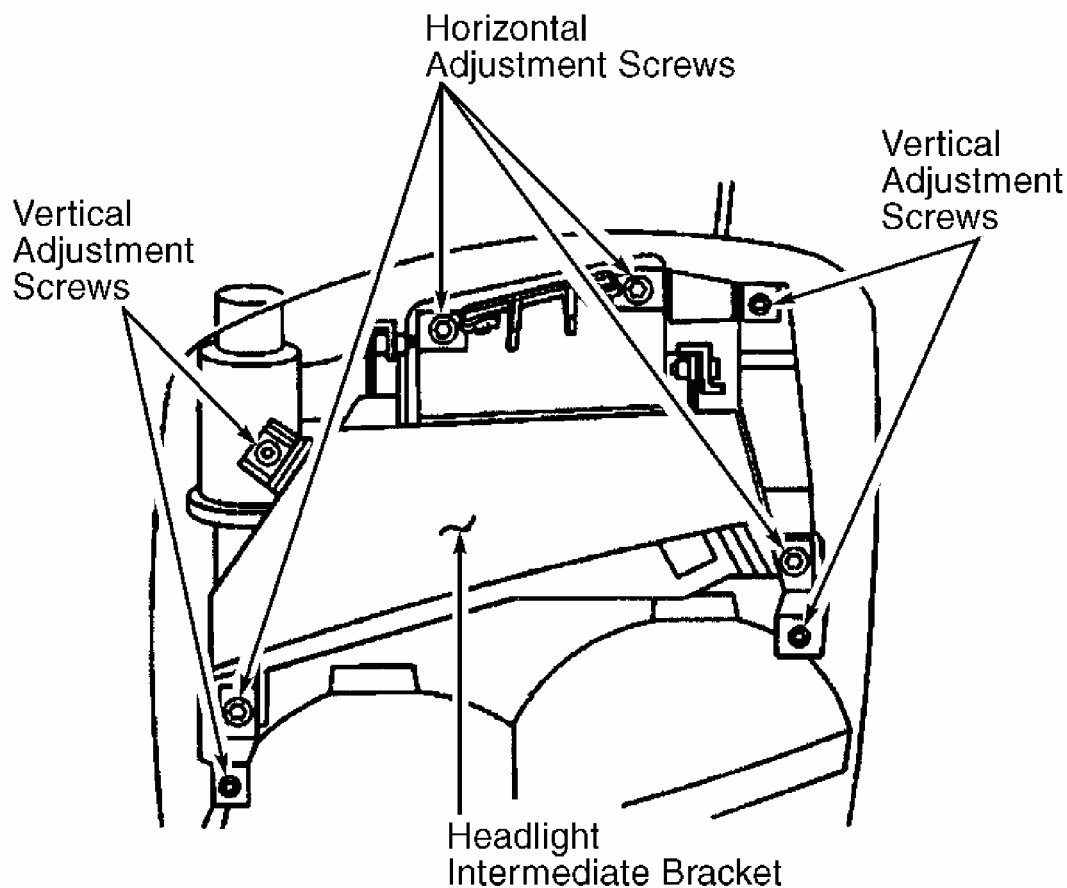 Horizontal
Adjustment Screws
Vertical
Adjustment
Screws
Vertical
Adjustment
Screws
Headlight
Intermediate Bracket